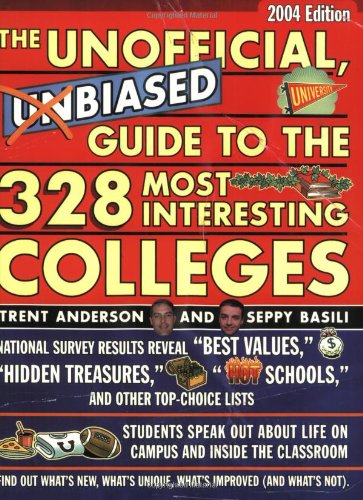 2004 Edition
THE UNOFFICIAL,
UNBIASED
UNIVERSITY
GUIDE TO THE
328 MOST INTERESTING
COLLEGES
TRENT ANDERSON AND SEPPY BASILI
NATIONAL SURVEY RESULTS REVEAL "BEST VALUES,"
$
"HIDDEN TREASURES," "HOT SCHOOLS,"
AND OTHER TOP-CHOICE LISTS
STUDENTS SPEAK OUT ABOUT LIFE ON
CAMPUS AND INSIDE THE CLASSROOM
FIND OUT WHAT'S NEW, WHAT'S UNIQUE, WHAT'S IMPROVED (AND WHAT'S NOT).